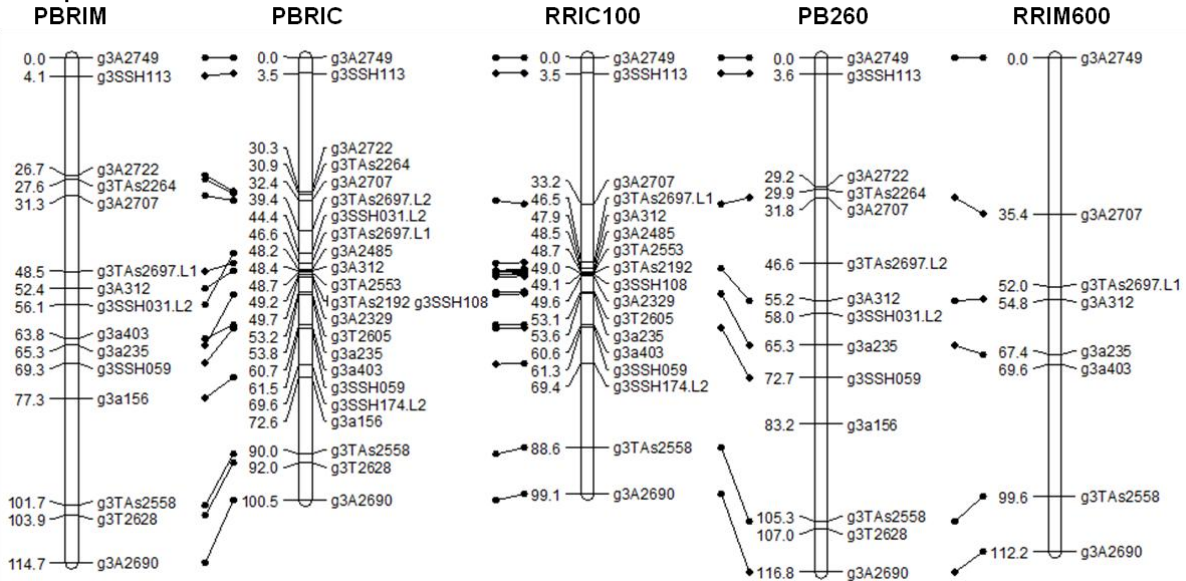 PBRIM
0.0 g3A2749
4.1 g3SSH113
26.7 g3A2722
27.6 g3TAs2264
31.3 g3A2707
48.5 g3TAs2697.L1
52.4 g3A312
56.1 g3SSH031.L2
63.8 g3a403
65.3 g3a235
69.3 g3SSH059
77.3 g3a156
101.7 g3TAs2558
103.9 g3T2628
114.7 g3A2690
PBRIC
0.0 g3A2749
3.5 g3SSH113
30.3 g3A2722
30.9 g3TAs2264
32.4 g3A2707
39.4 g3TAs2697.L2
44.4 g3SSH031.L2
46.6 g3TAs2697.L1
48.2 g3A2485
48.4 g3A312
48.7 g3TA2553
49.2 g3TAs2192 g3SSH108
49.7 g3A2329
53.2 g3T2605
53.8 g3a235
60.7 g3a403
61.5 g3SSH059
69.6 g3SSH174.L2
72.6 g3a156
90.0 g3TAs2558
92.0 g3T2628
100.5 g3A2690
RRIC100
0.0 g3A2749
3.5 g3SSH113
33.2 g3A2707
46.5 g3TAs2697.L1
47.9 g3A312
48.5 g3A2485
48.7 g3TA2553
49.0 g3TAs2192
49.1 g3SSH108
49.6 g3A2329
53.1 g3T2605
53.6 g3a235
60.6 g3a403
61.3 g3SSH059
69.4 g3SSH174.L2
88.6 g3TAs2558
99.1 g3A2690
PB260
0.0 g3A2749
3.6 g3SSH113
29.2 g3A2722
29.9 g3TAs2264
31.8 g3A2707
46.6 g3TAs2697.L2
55.2 g3A312
58.0 g3SSH031.L2
65.3 g3a235
72.7 g3SSH059
83.2 g3a156
105.3 g3TAs2558
107.0 g3T2628
116.8 g3A2690
RRIM600
0.0 g3A2749
35.4 g3A2707
52.0 g3TAs2697.L1
54.8 g3A312
67.4 g3a235
69.6 g3a403
99.6 g3TAs2558
112.2 g3A2690